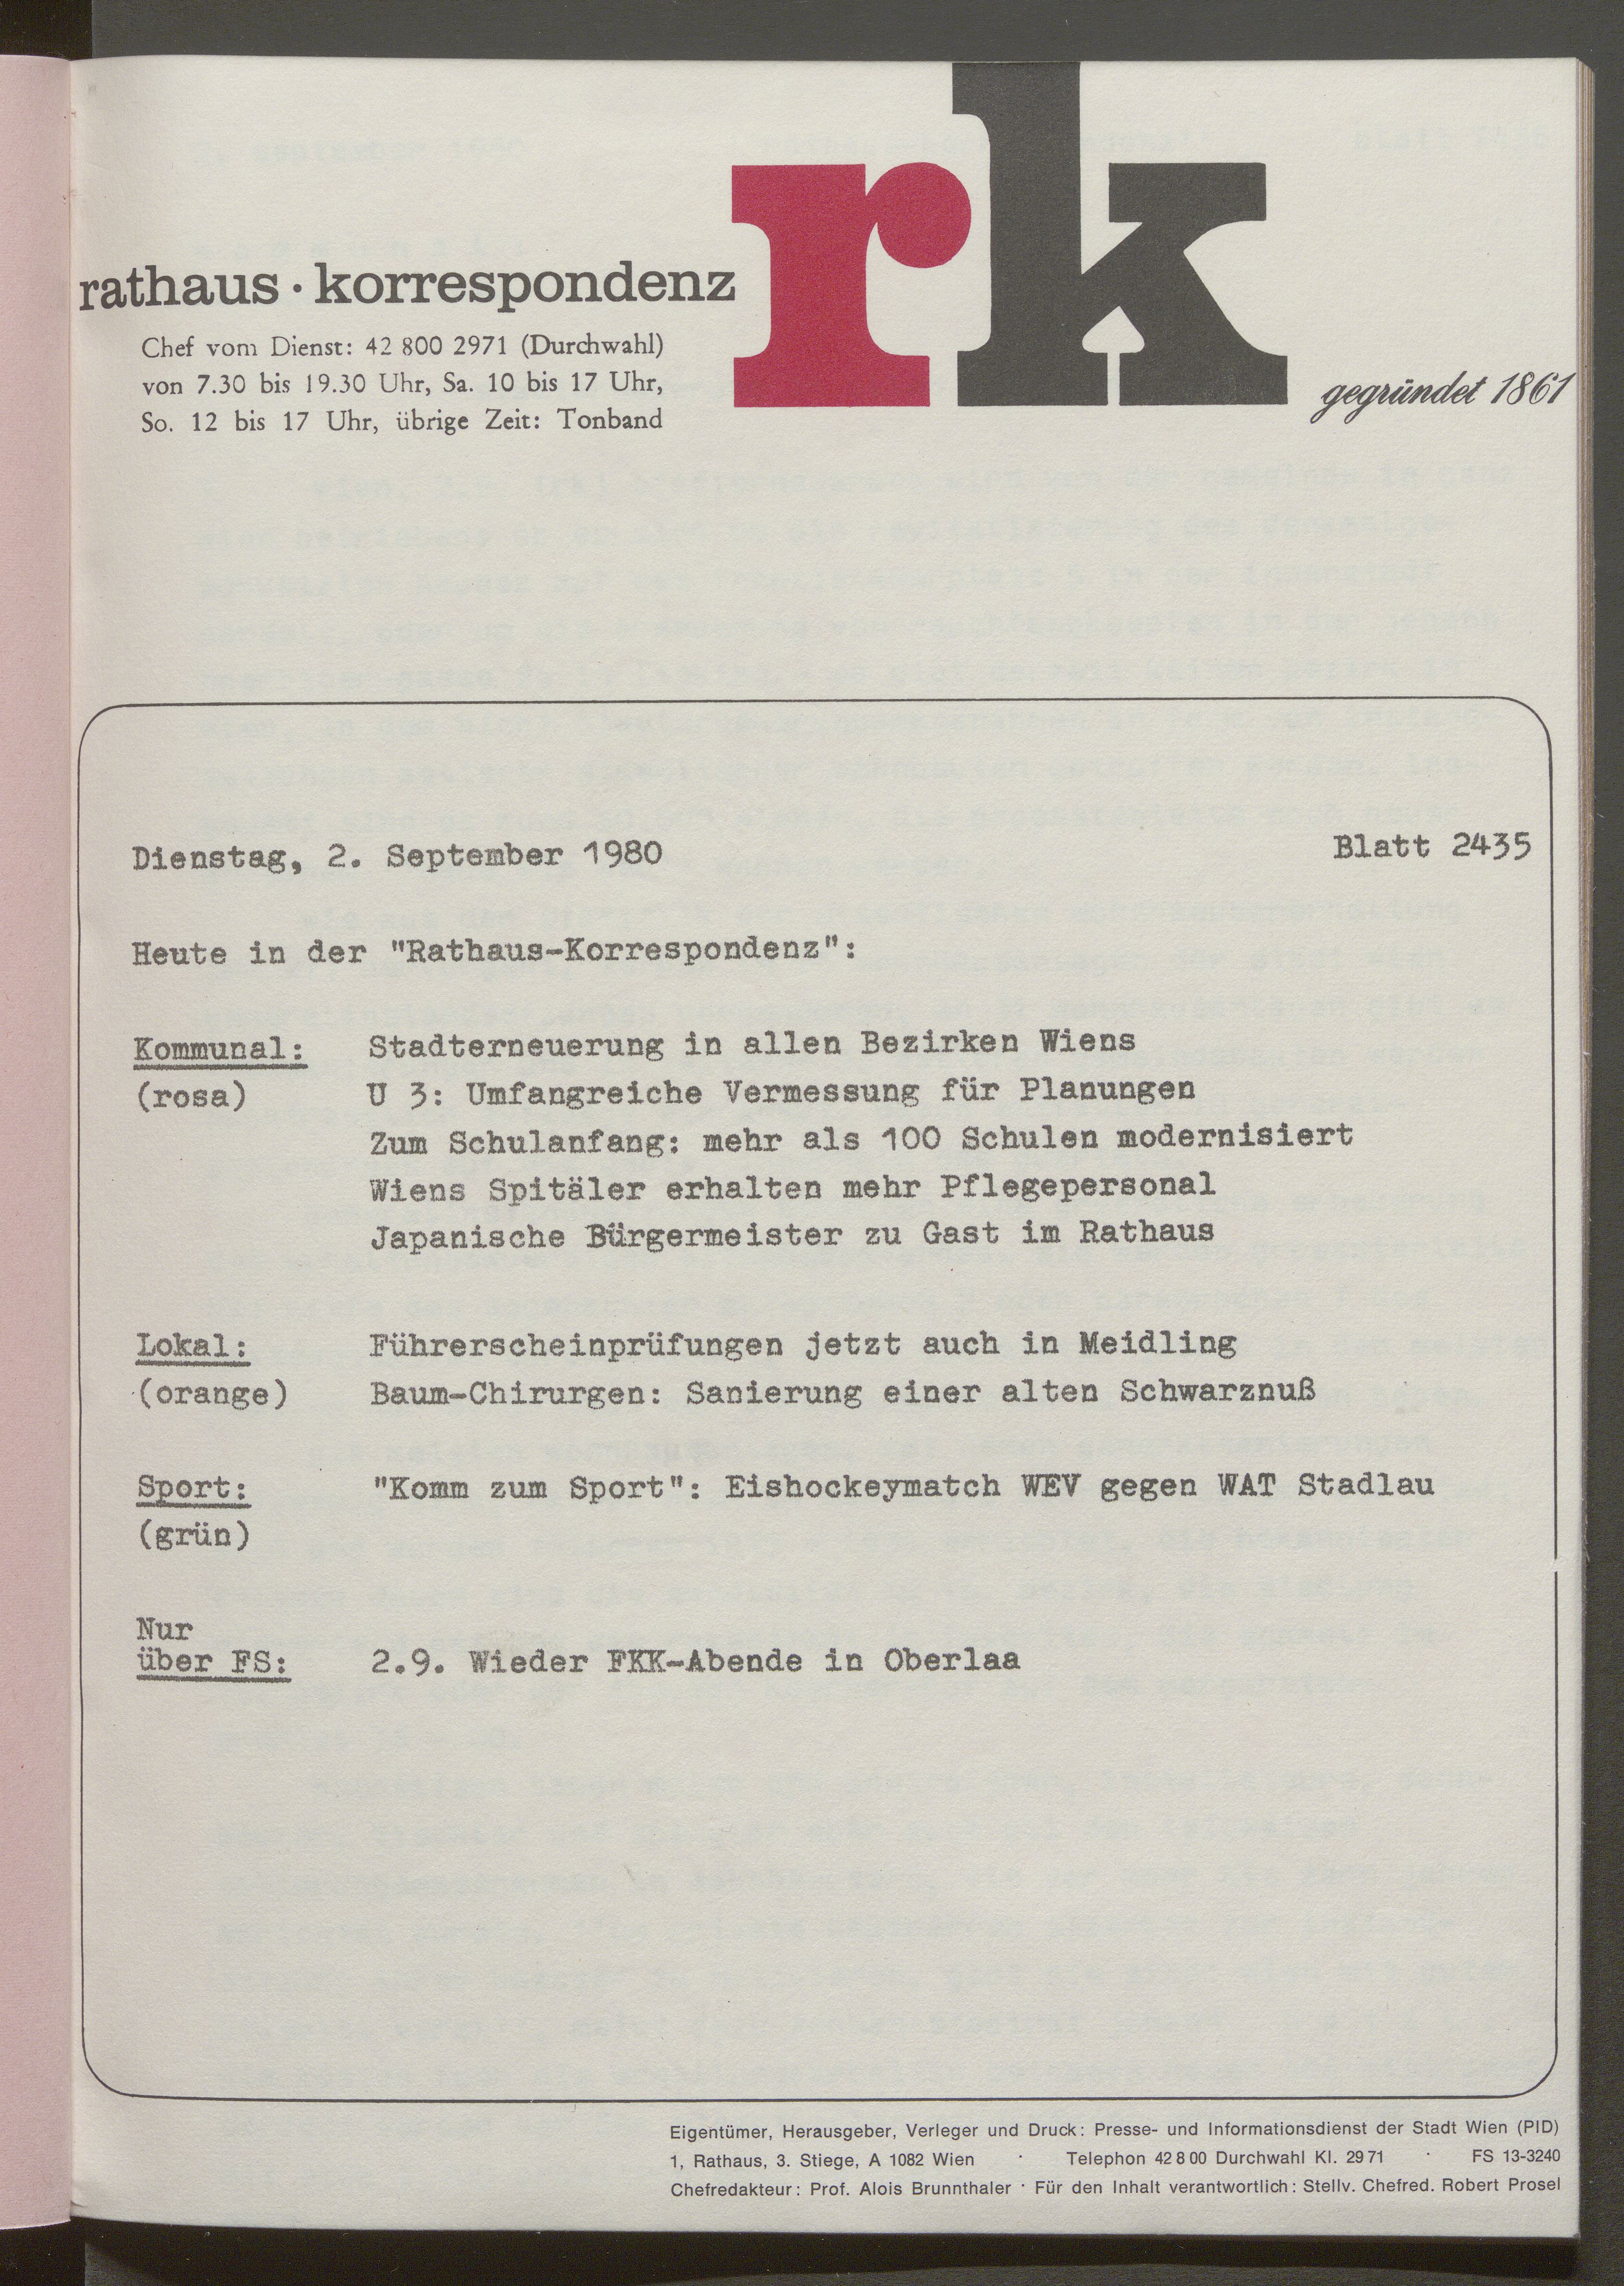 rk
rathaus · korrespondenz
Chef vom Dienst: 42 800 2971 (Durchwahl)
von 7.30 bis 19.30 Uhr, Sa. 10 bis 17 Uhr,
So. 12 bis 17 Uhr, übrige Zeit: Tonband
gegründet 1861
Dienstag, 2. September 1980 Blatt 2435
Heute in der "Rathaus-Korrespondenz":
Kommunal: Stadterneuerung in allen Bezirken Wiens
(rosa) U 3: Umfangreiche Vermessung für Planungen
Zum Schulanfang: mehr als 100 Schulen modernisiert
Wiens Spitäler erhalten mehr Pflegepersonal
Japanische Bürgermeister zu Gast im Rathaus
Lokal: Führerscheinprüfungen jetzt auch in Meidling
(orange) Baum-Chirurgen: Sanierung einer alten Schwarznuß
Sport: "Komm zum Sport": Eishockeymatch WEV gegen WAT Stadlau
(grün)
Nur
über FS: 2.9. Wieder FKK-Abende in Oberlaa
Eigentümer, Herausgeber, Verleger und Druck: Presse- und Informationsdienst der Stadt Wien (PID)
1, Rathaus, 3. Stiege, A 1082 Wien · Telephon 42 8 00 Durchwahl Kl. 29 71 · FS 13-3240
Chefredakteur: Prof. Alois Brunnthaler · Für den Inhalt verantwortlich: Stellv. Chefred. Robert Prosel